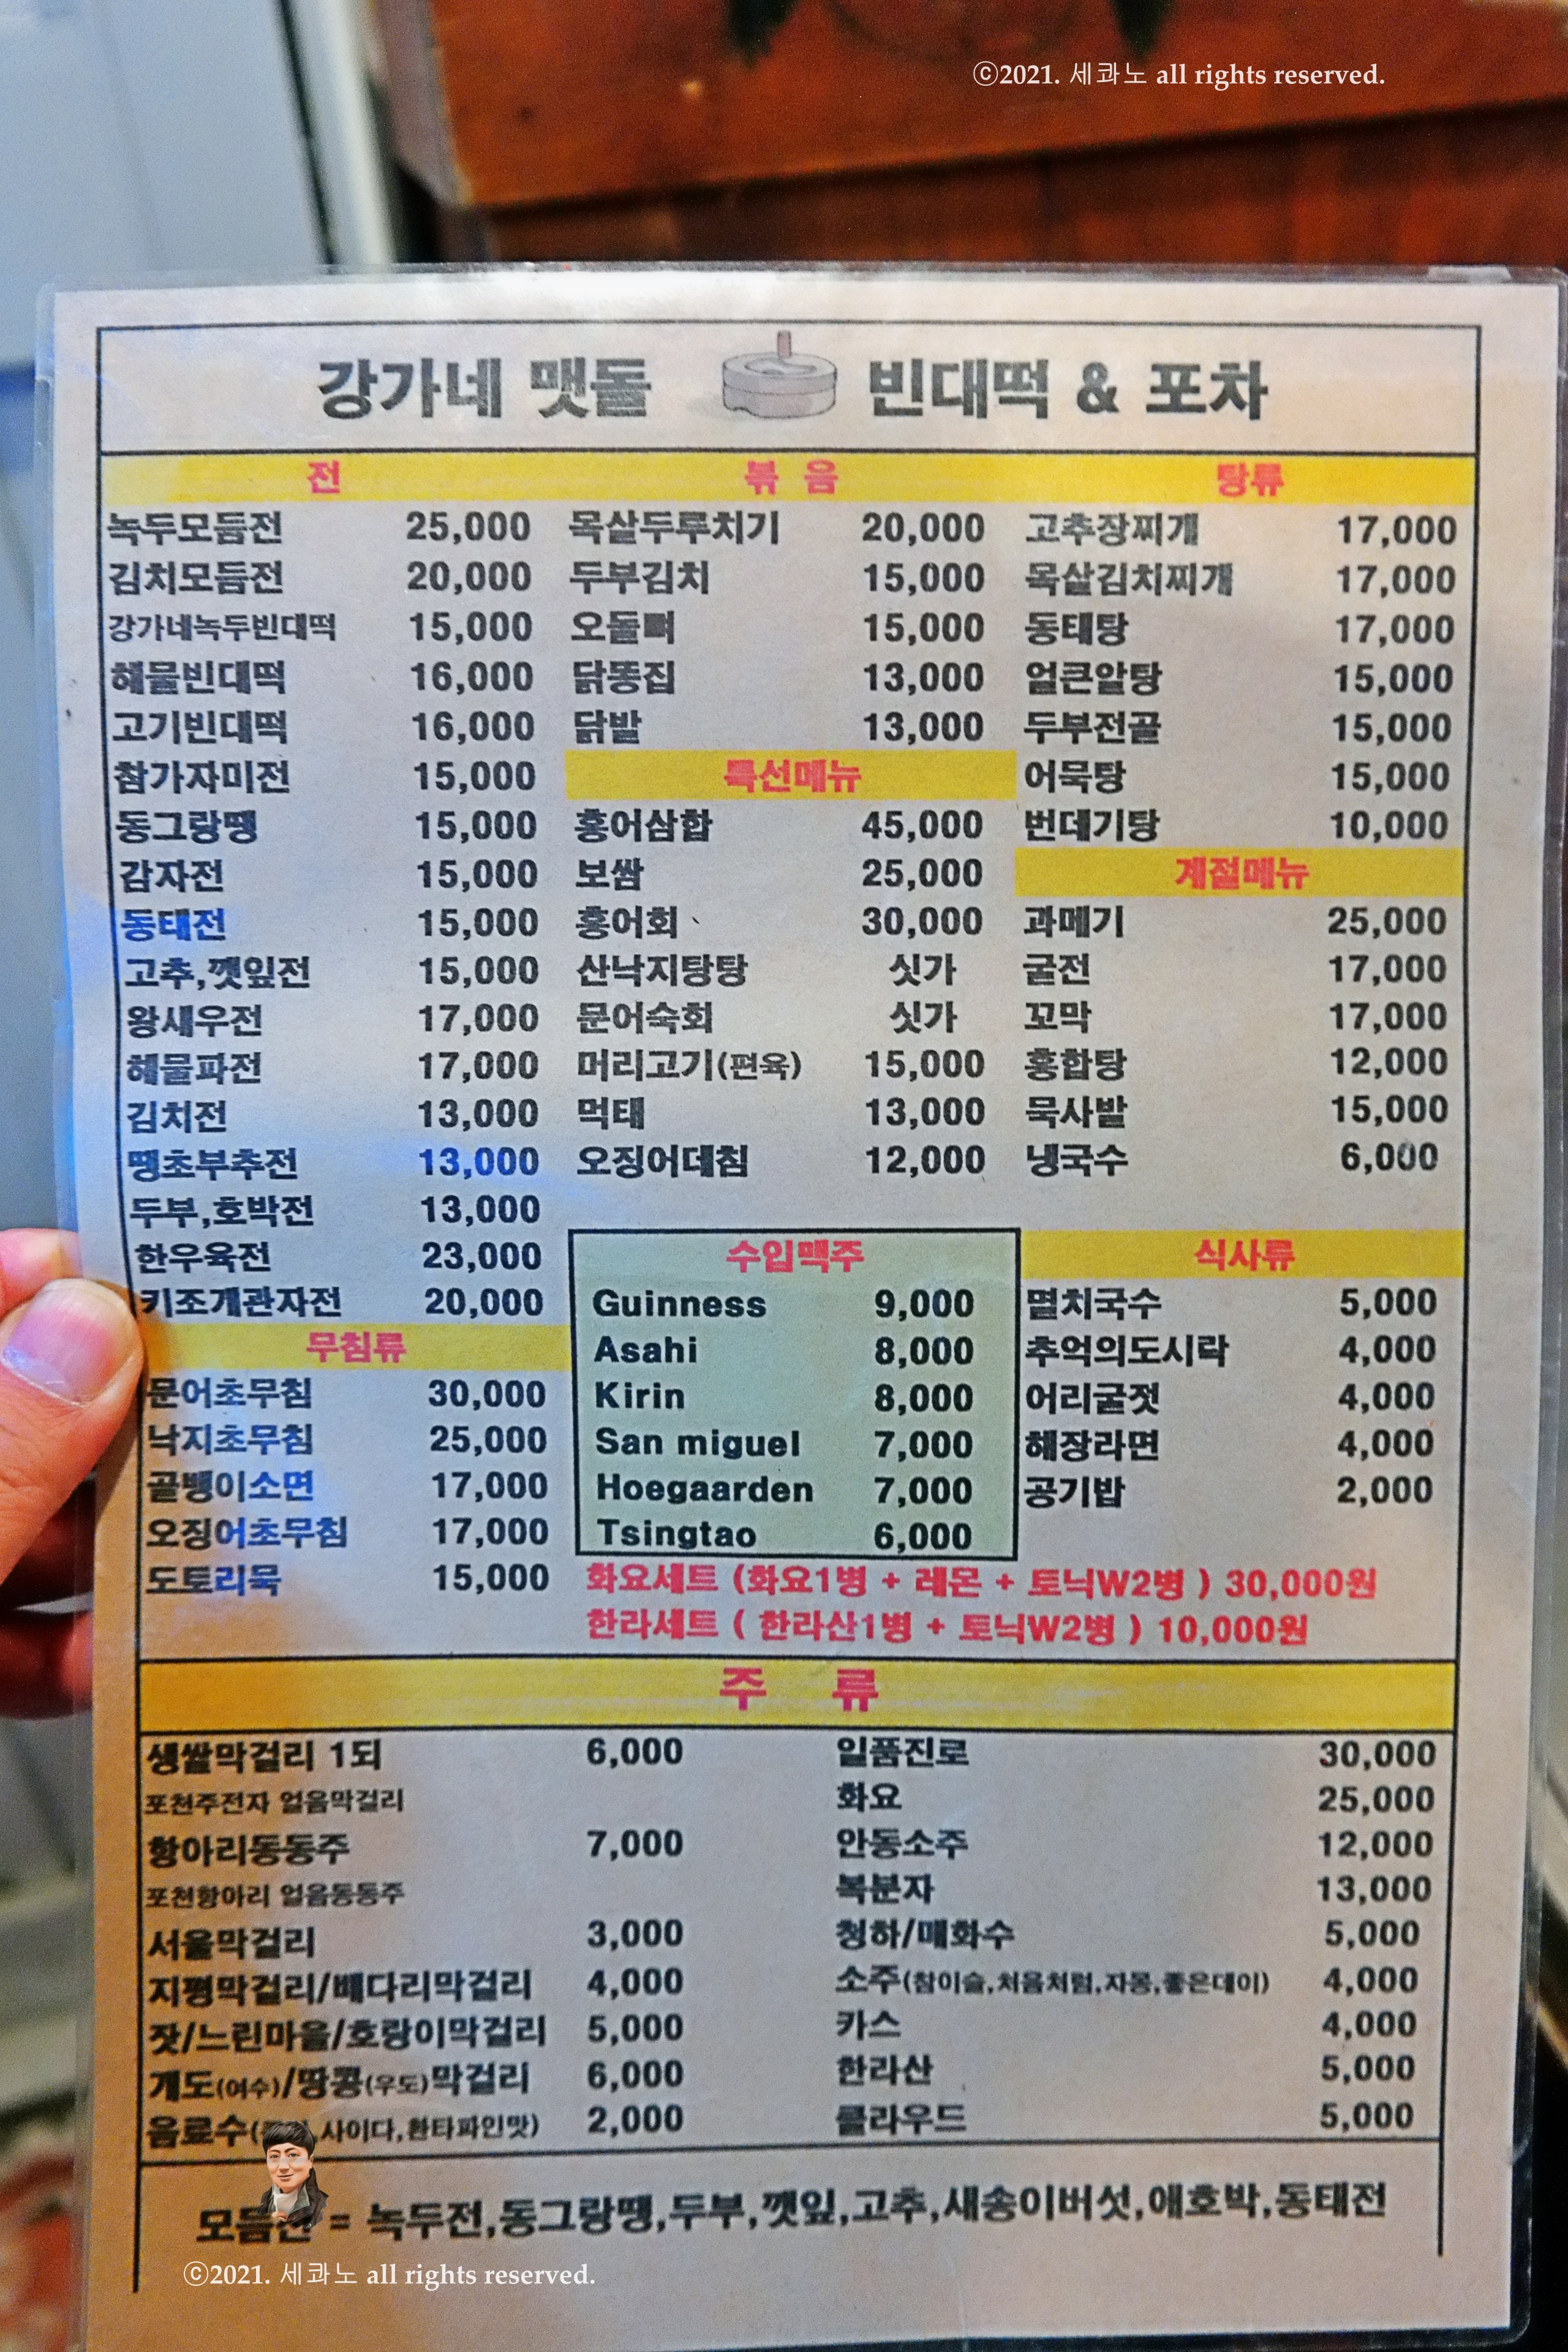 ⓒ2021. 세콰노 all rights reserved.
강가네 맷돌 빈대떡 & 포차
전
녹두모듬전 25,000
김치모듬전 20,000
강가네녹두빈대떡 15,000
해물빈대떡 16,000
고기빈대떡 16,000
참가자미전 15,000
동그랑땡 15,000
감자전 15,000
동태전 15,000
고추,깻잎전 15,000
왕새우전 17,000
해물파전 17,000
김치전 13,000
땡초부추전 13,000
두부,호박전 13,000
한우육전 23,000
키조개관자전 20,000
무침류
문어초무침 30,000
낙지초무침 25,000
골뱅이소면 17,000
오징어초무침 17,000
도토리묵 15,000
볶 음
목살두루치기 20,000
두부김치 15,000
오돌뼈 15,000
닭똥집 13,000
닭발 13,000
특선메뉴
홍어삼합 45,000
보쌈 25,000
홍어회 30,000
산낙지탕탕 싯가
문어숙회 싯가
머리고기(편육) 15,000
먹태 13,000
오징어데침 12,000
수입맥주
Guinness 9,000
Asahi 8,000
Kirin 8,000
San miguel 7,000
Hoegaarden 7,000
Tsingtao 6,000
탕류
고추장찌개 17,000
목살김치찌개 17,000
동태탕 17,000
얼큰알탕 15,000
두부전골 15,000
어묵탕 15,000
번데기탕 10,000
계절메뉴
과메기 25,000
굴전 17,000
꼬막 17,000
홍합탕 12,000
묵사발 15,000
냉국수 6,000
식사류
멸치국수 5,000
추억의도시락 4,000
어리굴젓 4,000
해장라면 4,000
공기밥 2,000
화요세트 (화요1병 + 레몬 + 토닉W2병 ) 30,000원
한라세트 ( 한라산1병 + 토닉W2병 ) 10,000원
주 류
생쌀막걸리 1되 6,000
포천주전자 얼음막걸리
항아리동동주 7,000
포천항아리 얼음동동주
서울막걸리 3,000
지평막걸리/배다리막걸리 4,000
잣/느린마을/호랑이막걸리 5,000
개도(여수)/땅콩(우도)막걸리 6,000
음료수( 사이다,환타파인맛) 2,000
일품진로 30,000
화요 25,000
안동소주 12,000
복분자 13,000
청하/매화수 5,000
소주(참이슬,처음처럼,자몽,좋은데이) 4,000
카스 4,000
한라산 5,000
클라우드 5,000
모듬전 = 녹두전,동그랑땡,두부,깻잎,고추,새송이버섯,애호박,동태전
ⓒ2021. 세콰노 all rights reserved.